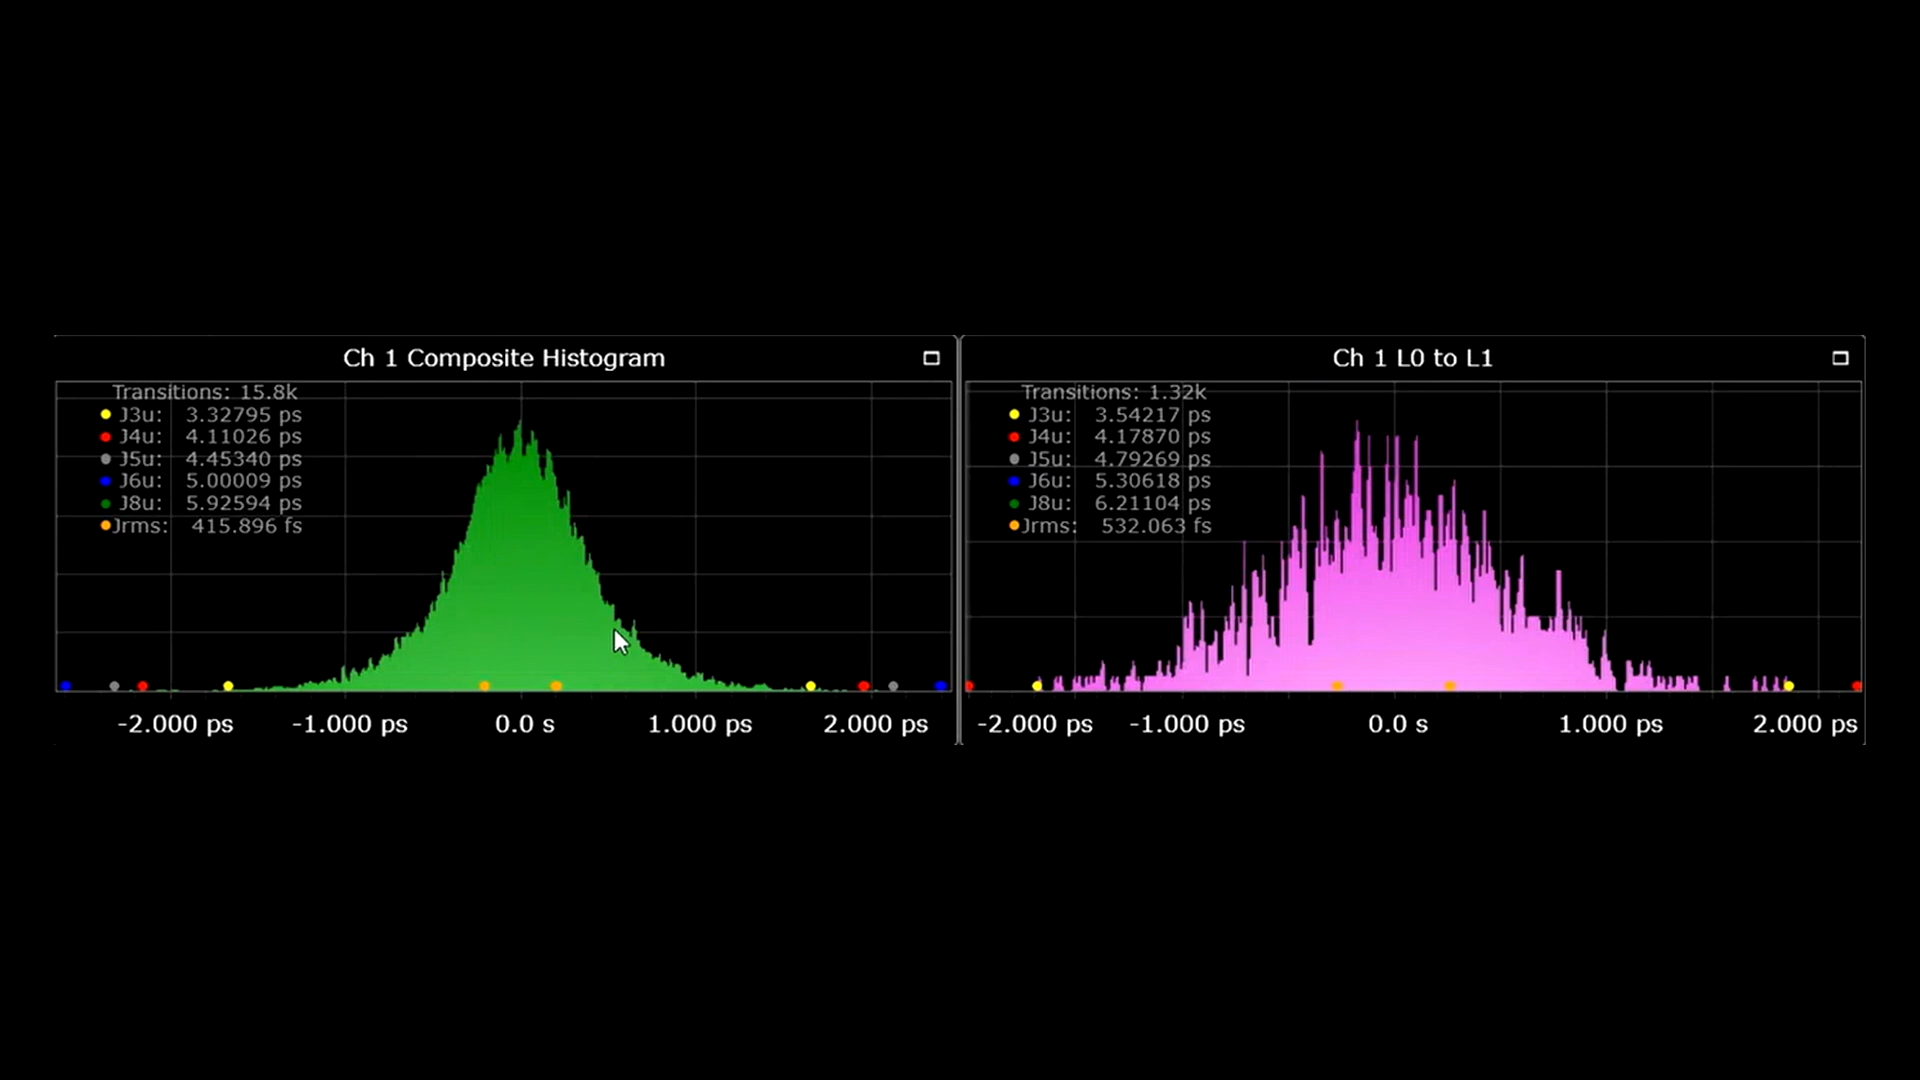 Ch 1 Composite Histogram
Transitions: 15.8k
J3u: 3.32795 ps
J4u: 4.11026 ps
J5u: 4.45340 ps
J6u: 5.00009 ps
J8u: 5.92594 ps
Jrms: 415.896 fs
-2.000 ps -1.000 ps 0.0 s 1.000 ps 2.000 ps
Ch 1 L0 to L1
Transitions: 1.32k
J3u: 3.54217 ps
J4u: 4.17870 ps
J5u: 4.79269 ps
J6u: 5.30618 ps
J8u: 6.21104 ps
Jrms: 532.063 fs
-2.000 ps -1.000 ps 0.0 s 1.000 ps 2.000 ps